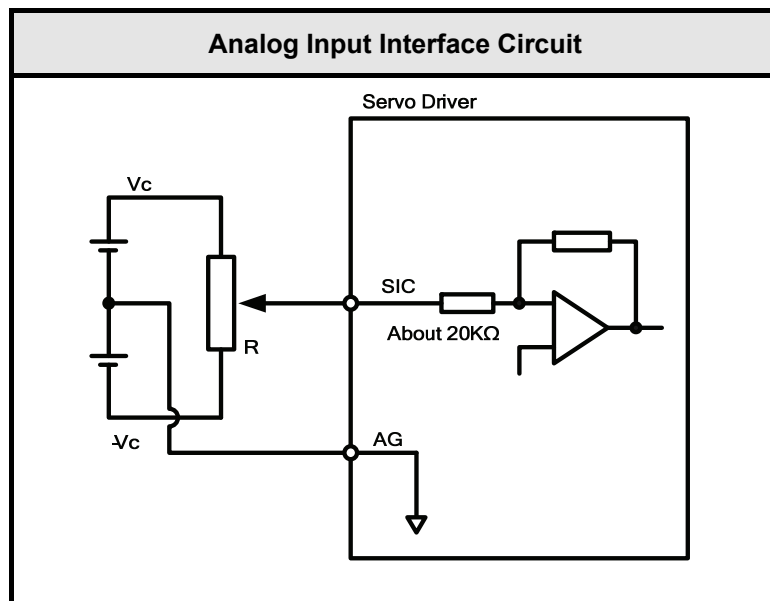 Analog Input Interface Circuit
Servo Driver
Vc
SIC
R
About 20KΩ
-Vc
AG